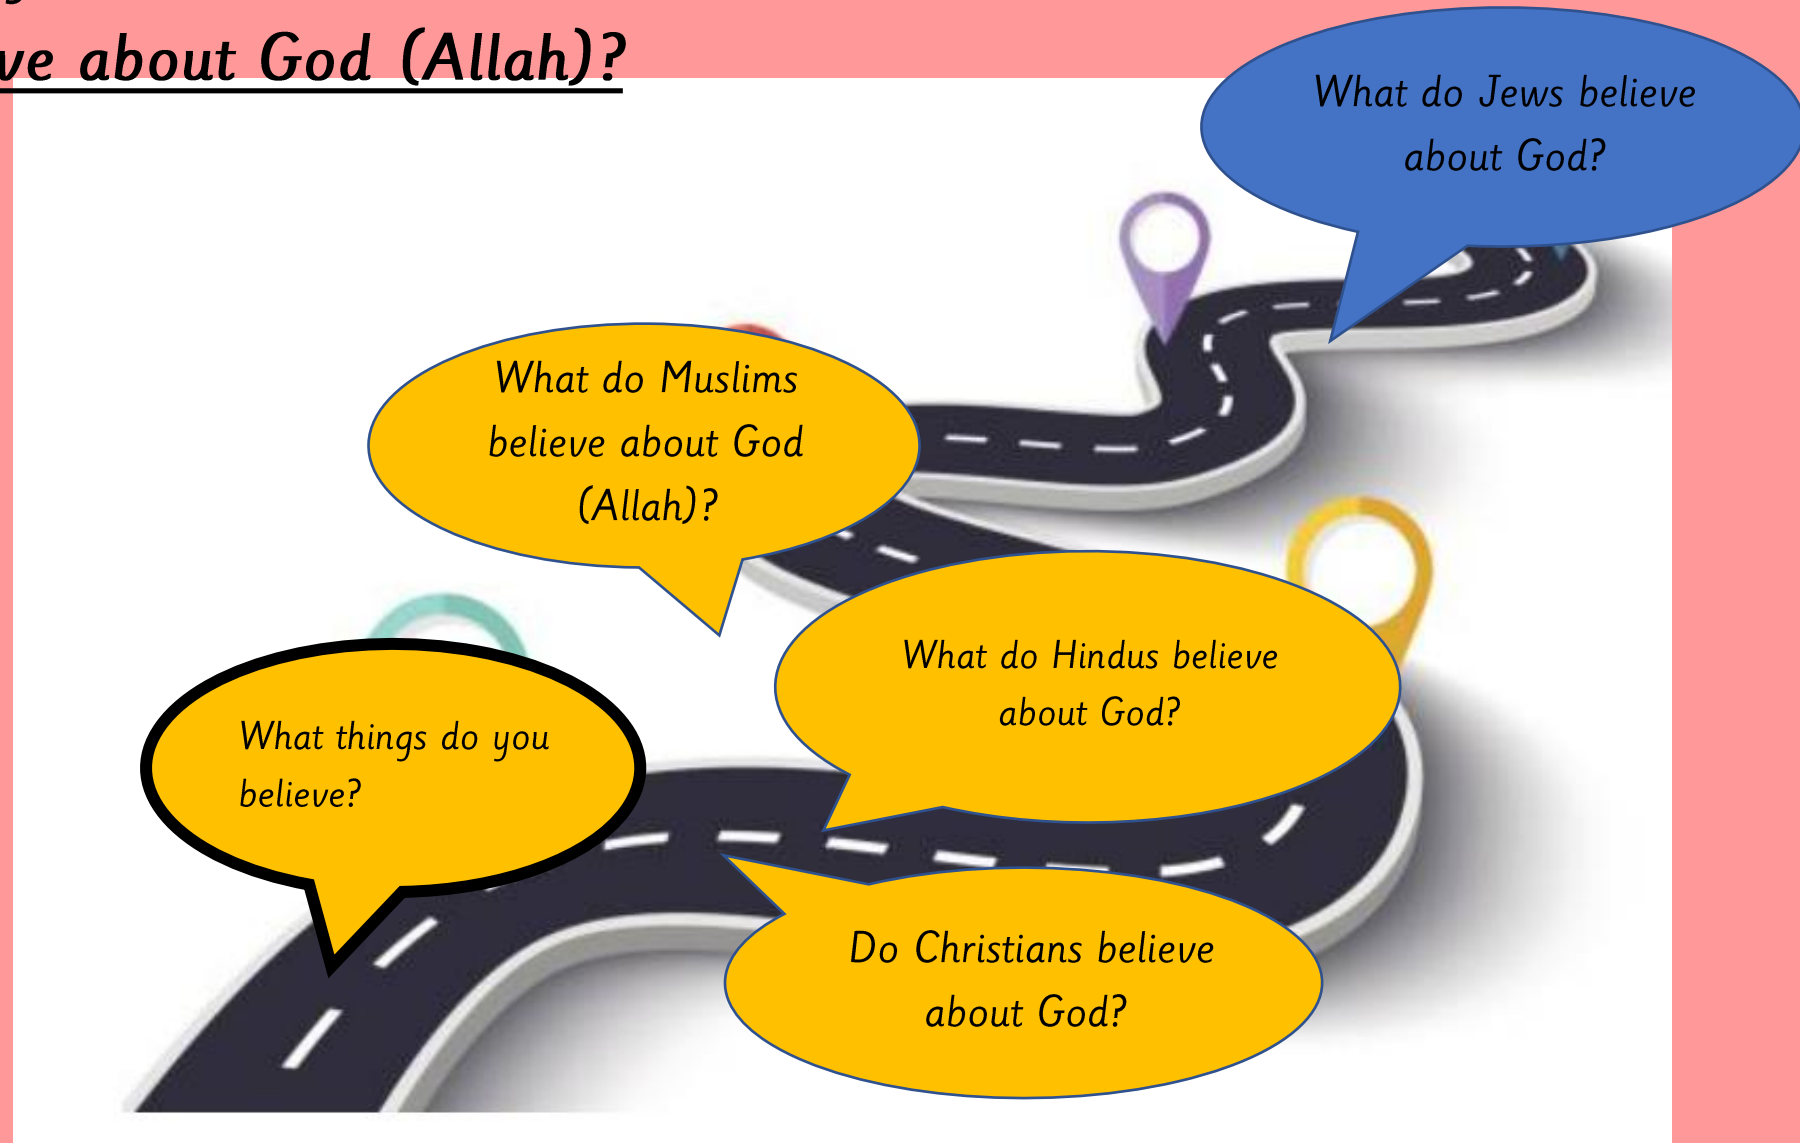 about God (Allah)?
What do Jews believe
about God?
What do Muslims
believe about God
(Allah)?
What do Hindus believe
about God?
What things do you
believe?
Do Christians believe
about God?